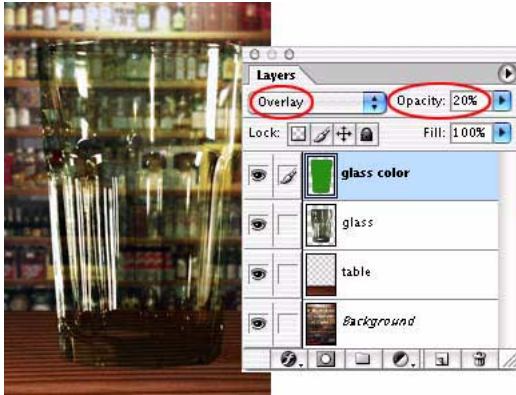 Layers
Overlay Opacity: 20%
Lock: Fill: 100%
glass color
glass
table
Background